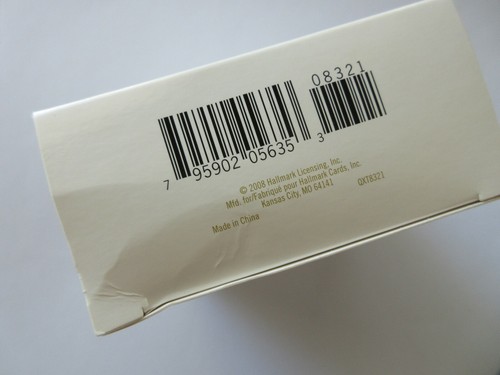 08321
7 95902 05635 3
© 2008 Hallmark Licensing, Inc.
Mfd. for/Fabriqué pour Hallmark Cards, Inc.
Kansas City, MO 64141 QXT8321
Made in China